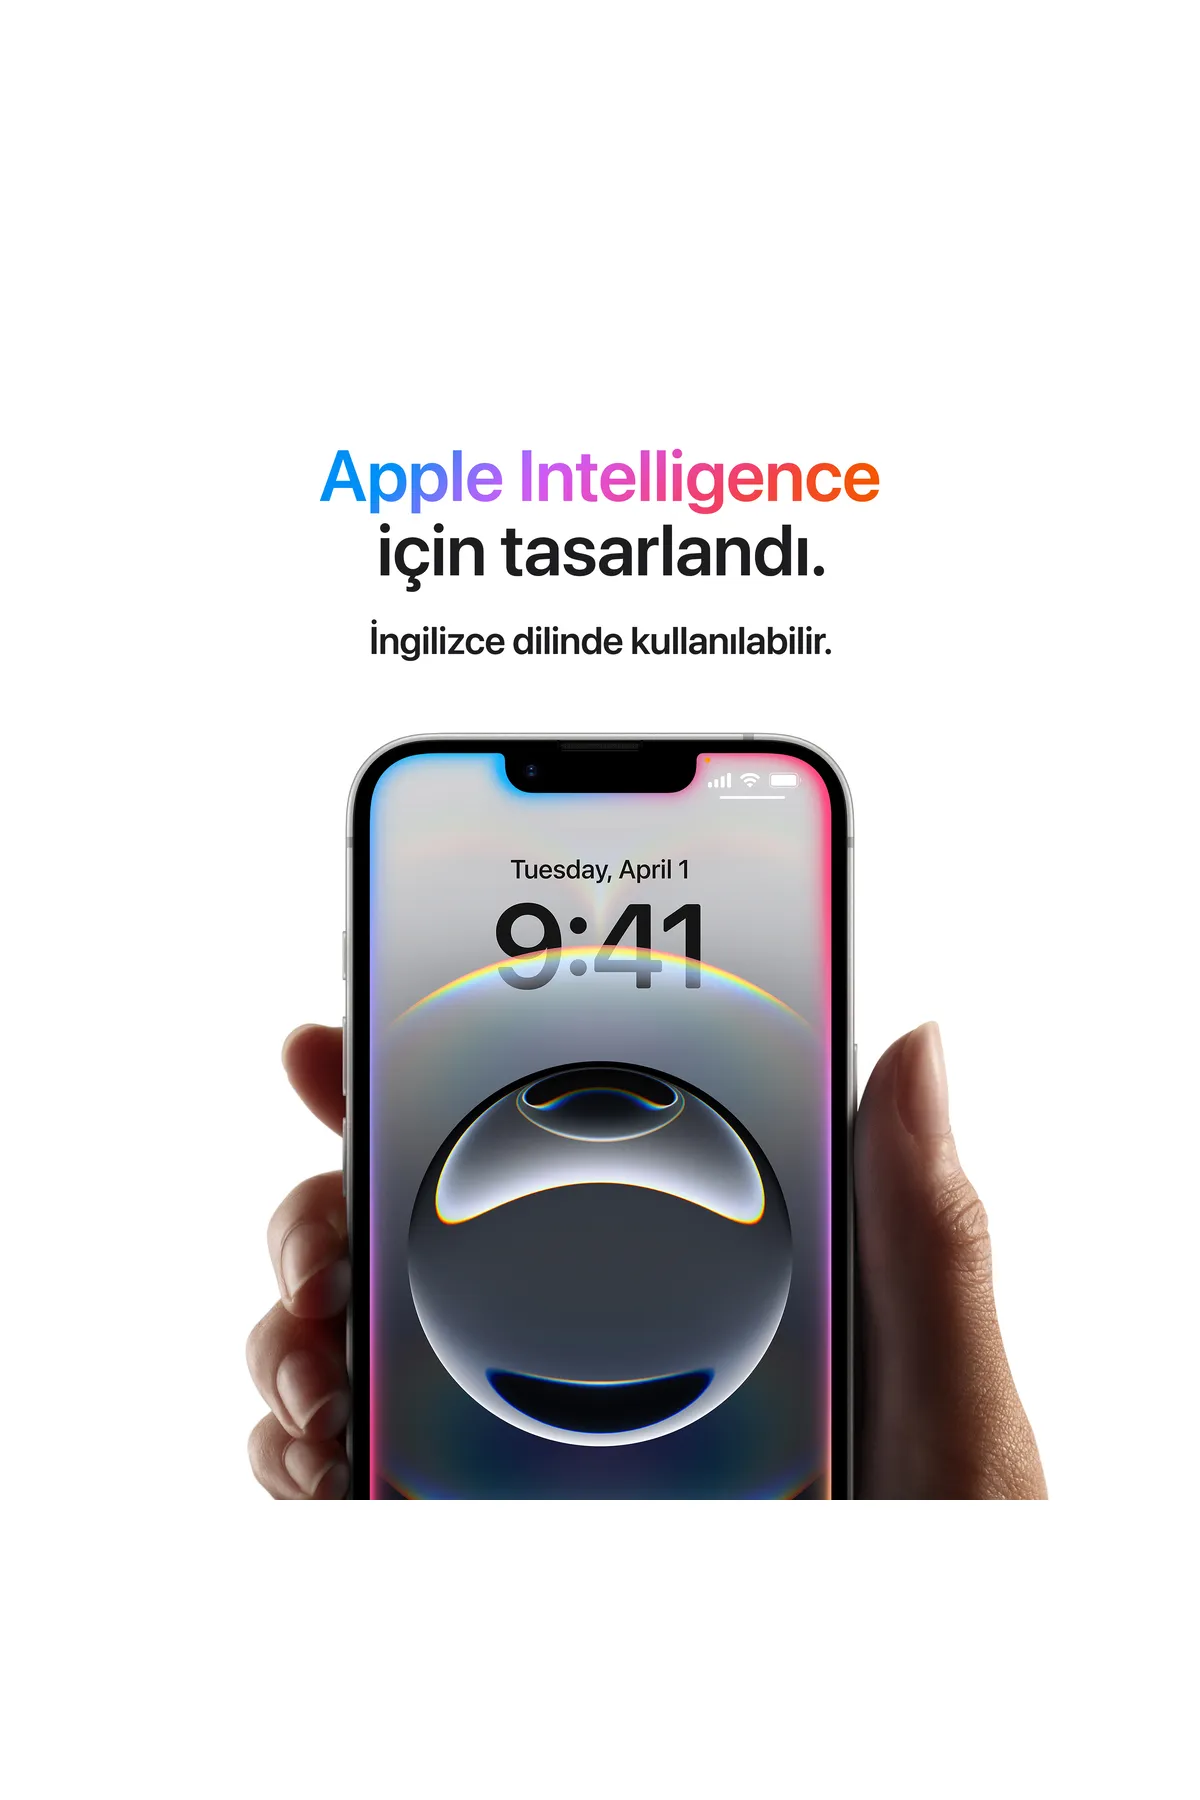 Apple Intelligence
için tasarlandı.
İngilizce dilinde kullanılabilir.
Tuesday, April 1
9:41